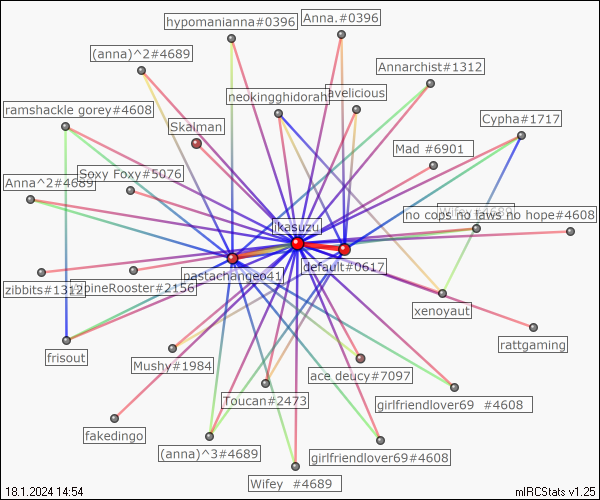 hypomanianna#0396
Anna.#0396
(anna)^2#4689
Annarchist#1312
neokingghidorah
avelicious
ramshackle gorey#4608
Cypha#1717
Skalman
Mad #6901
Soxy Foxy#5076
Anna^2#4689
no cops no laws no hope#4608
ikasuzu
default#0617
pastachangeo41
zibbits#1312
pineRooster#2156
xenoyaut
rattgaming
frisout
Mushy#1984
ace deucy#7097
Toucan#2473
girlfriendlover69 #4608
fakedingo
(anna)^3#4689
girlfriendlover69#4608
Wifey #4689
18.1.2024 14:54
mIRCStats v1.25